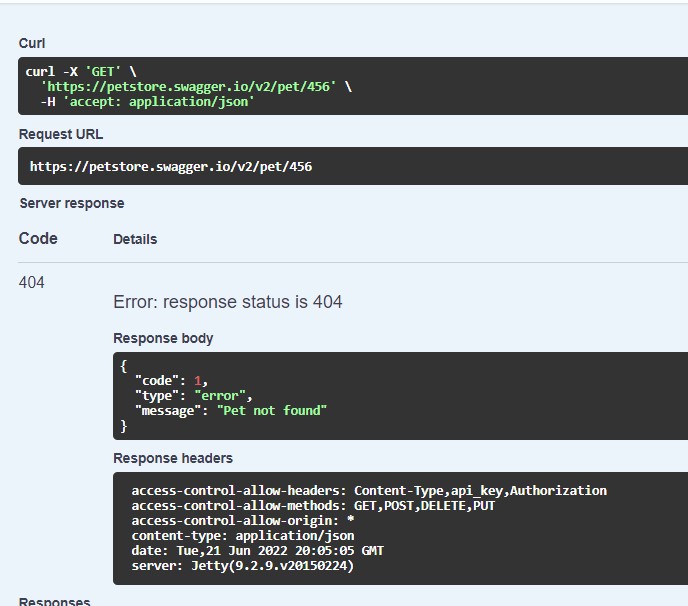 Curl
curl -X 'GET' \
  'https://petstore.swagger.io/v2/pet/456' \
  -H 'accept: application/json'
Request URL
https://petstore.swagger.io/v2/pet/456
Server response
Code Details
404
Error: response status is 404
Response body
{
  "code": 1,
  "type": "error",
  "message": "Pet not found"
}
Response headers
access-control-allow-headers: Content-Type,api_key,Authorization
access-control-allow-methods: GET,POST,DELETE,PUT
access-control-allow-origin: *
content-type: application/json
date: Tue,21 Jun 2022 20:05:05 GMT
server: Jetty(9.2.9.v20150224)
Responses